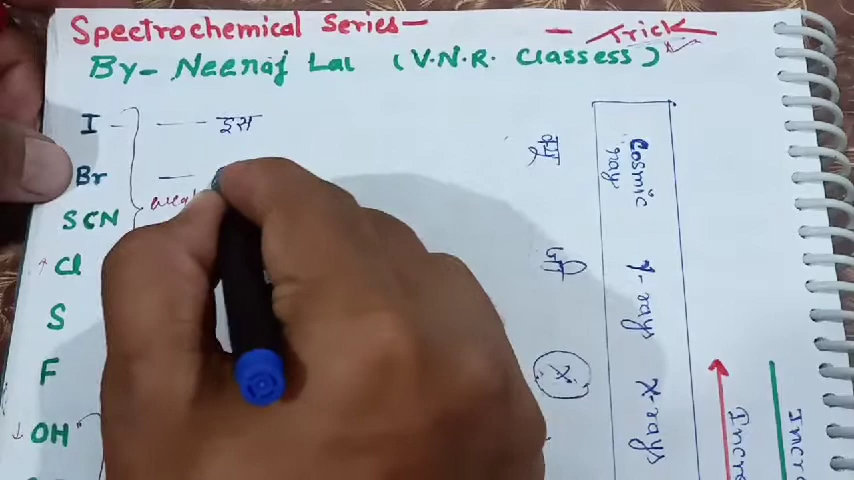 Spectrochemical Series - - Trick
By- Neeraj Lal (V.N.R. Classess)
I - इस
Br -
SCN
Cl
S
F
OH
Cosmic ray
γ-rays
X-rays
X